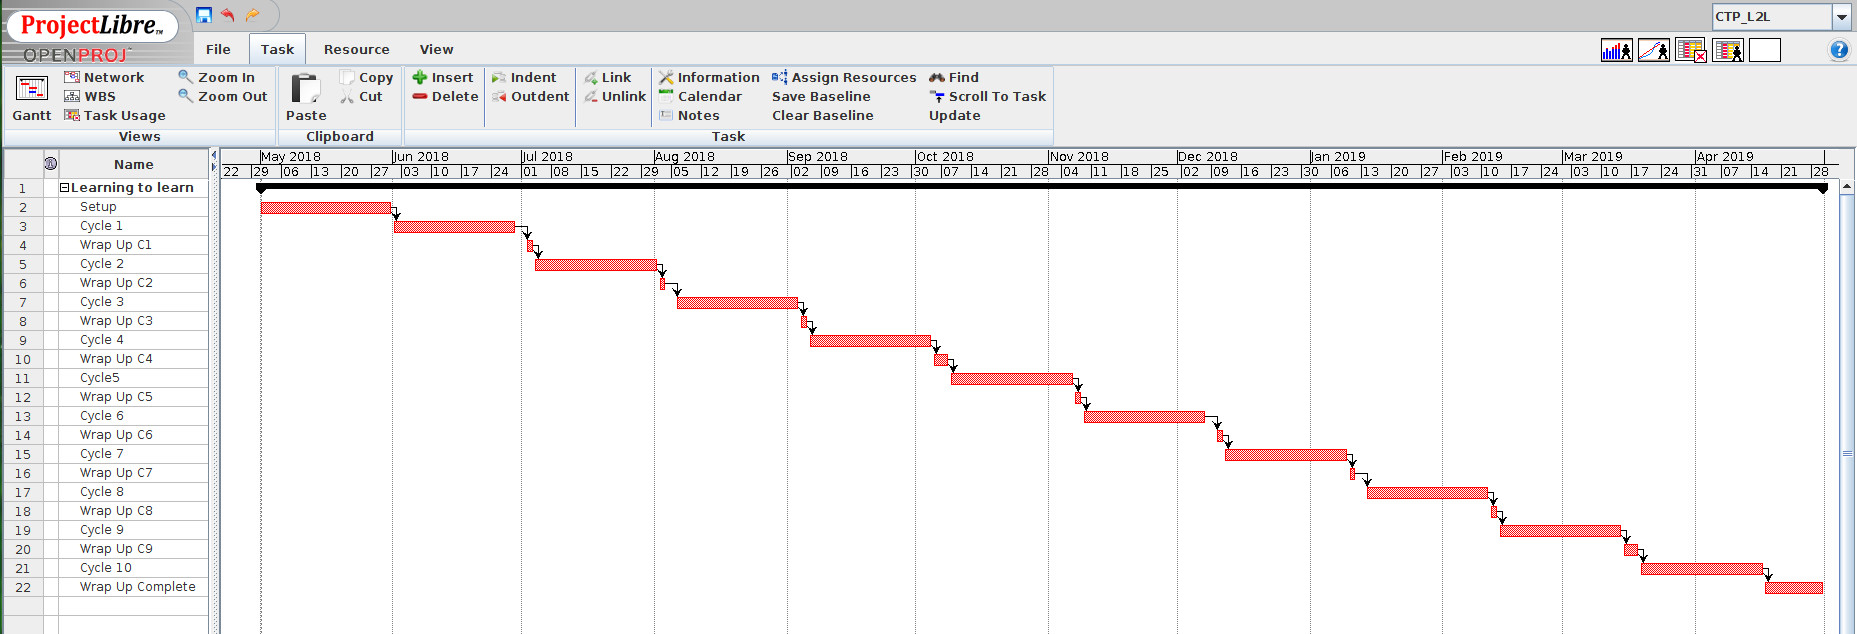 ProjectLibre™
OPENPROJ
CTP_L2L
File Task Resource View
Network Zoom In Copy Insert Indent Link Information Assign Resources Find
WBS Zoom Out Cut Delete Outdent Unlink Calendar Save Baseline Scroll To Task
Gantt Task Usage Paste Notes Clear Baseline Update
Views Clipboard Task
Name
May 2018 Jun 2018 Jul 2018 Aug 2018 Sep 2018 Oct 2018 Nov 2018 Dec 2018 Jan 2019 Feb 2019 Mar 2019 Apr 2019
22 29 06 13 20 27 03 10 17 24 01 08 15 22 29 05 12 19 26 02 09 16 23 30 07 14 21 28 04 11 18 25 02 09 16 23 30 06 13 20 27 03 10 17 24 03 10 17 24 31 07 14 21 28
1 Learning to learn
2 Setup
3 Cycle 1
4 Wrap Up C1
5 Cycle 2
6 Wrap Up C2
7 Cycle 3
8 Wrap Up C3
9 Cycle 4
10 Wrap Up C4
11 Cycle5
12 Wrap Up C5
13 Cycle 6
14 Wrap Up C6
15 Cycle 7
16 Wrap Up C7
17 Cycle 8
18 Wrap Up C8
19 Cycle 9
20 Wrap Up C9
21 Cycle 10
22 Wrap Up Complete